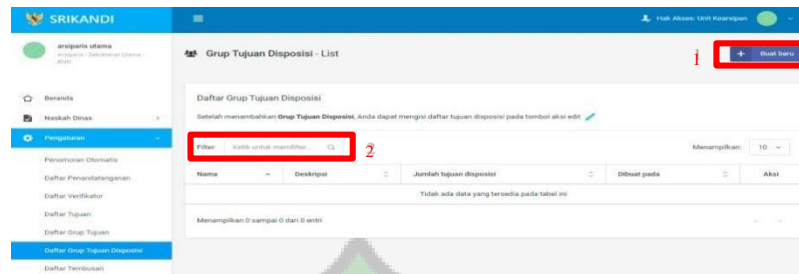 SRIKANDI
Hak Akses: Unit Kearsipan
arsiparis utama
Arsiparis - Sekretariat Utama -
Grup Tujuan Disposisi - List
1
+ Buat baru
Beranda
Naskah Dinas
Pengaturan
Penomoran Otomatis
Daftar Penandatanganan
Daftar Verifikator
Daftar Tujuan
Daftar Grup Tujuan
Daftar Grup Tujuan Disposisi
Daftar Tembusan
Daftar Grup Tujuan Disposisi
Setelah menambahkan Grup Tujuan Disposisi, Anda dapat mengisi daftar tujuan disposisi pada tombol aksi edit
Filter: Ketik untuk memfilter...
2
Menampilkan: 10
Nama Deskripsi Jumlah tujuan disposisi Dibuat pada Aksi
Tidak ada data yang tersedia pada tabel ini
Menampilkan 0 sampai 0 dari 0 entri